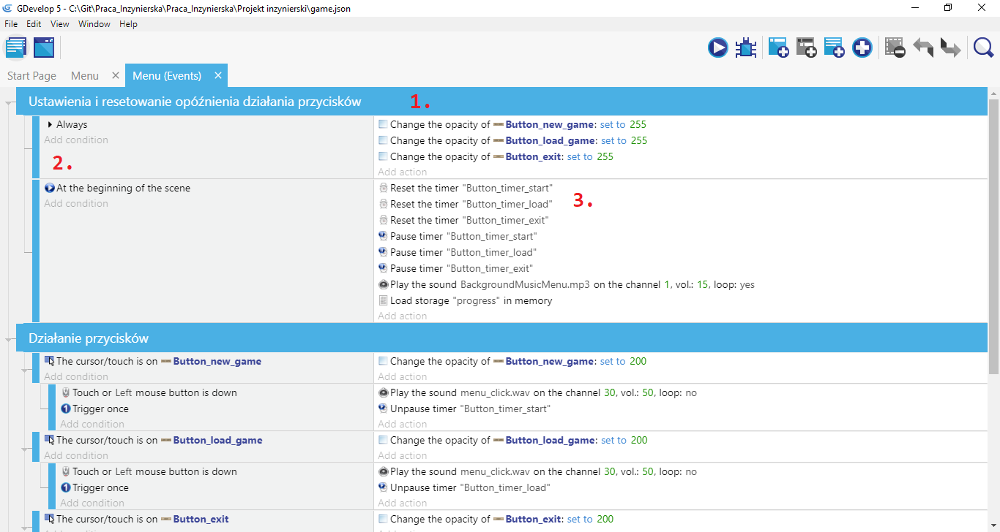 GDevelop 5 - C:\Git\Praca_Inzynierska\Praca_Inzynierska\Projekt inzynierski\game.json
File Edit View Window Help
Start Page Menu × Menu (Events) ×
Ustawienia i resetowanie opóźnienia działania przycisków 1.
Always
Add condition
2.
Change the opacity of Button_new_game: set to 255
Change the opacity of Button_load_game: set to 255
Change the opacity of Button_exit: set to 255
Add action
At the beginning of the scene
Add condition
Reset the timer "Button_timer_start"
Reset the timer "Button_timer_load" 3.
Reset the timer "Button_timer_exit"
Pause timer "Button_timer_start"
Pause timer "Button_timer_load"
Pause timer "Button_timer_exit"
Play the sound BackgroundMusicMenu.mp3 on the channel 1, vol.: 15, loop: yes
Load storage "progress" in memory
Add action
Działanie przycisków
The cursor/touch is on Button_new_game
Add condition
Change the opacity of Button_new_game: set to 200
Add action
Touch or Left mouse button is down
Trigger once
Add condition
Play the sound menu_click.wav on the channel 30, vol.: 50, loop: no
Unpause timer "Button_timer_start"
Add action
The cursor/touch is on Button_load_game
Add condition
Change the opacity of Button_load_game: set to 200
Add action
Touch or Left mouse button is down
Trigger once
Add condition
Play the sound menu_click.wav on the channel 30, vol.: 50, loop: no
Unpause timer "Button_timer_load"
Add action
The cursor/touch is on Button_exit
Change the opacity of Button_exit: set to 200